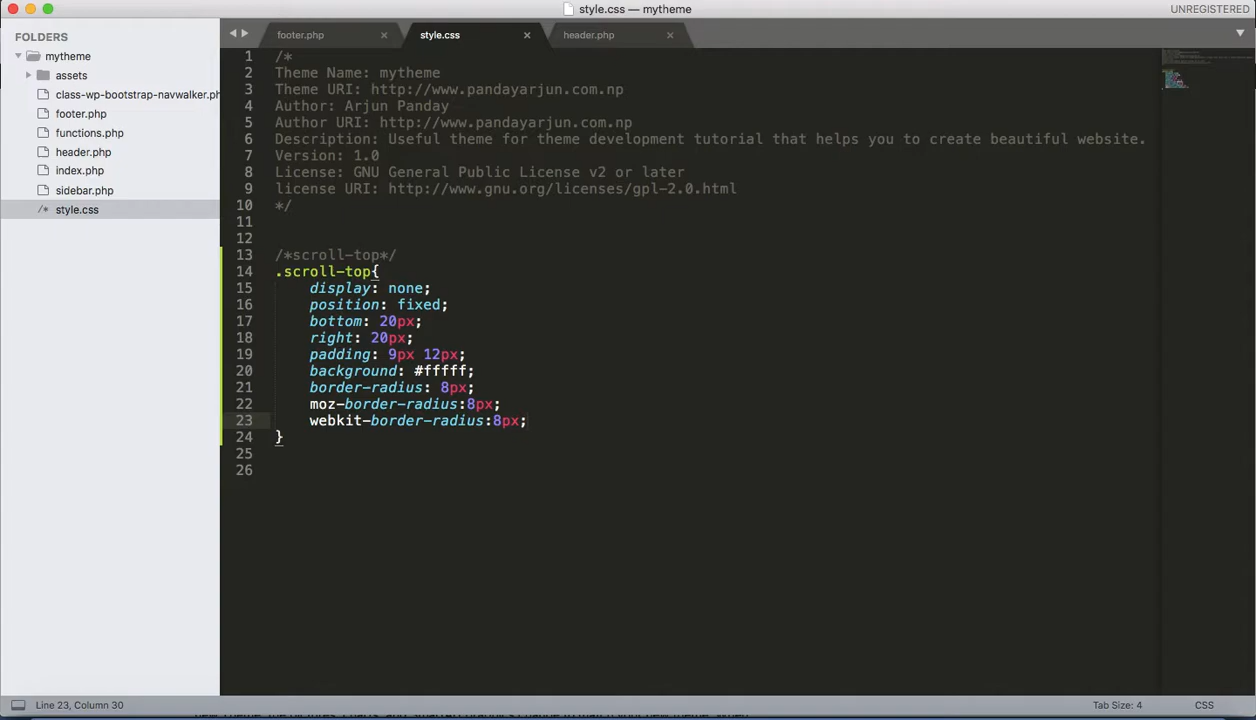 style.css — mytheme
UNREGISTERED
FOLDERS
mytheme
assets
class-wp-bootstrap-navwalker.ph
footer.php
functions.php
header.php
index.php
sidebar.php
/* style.css
footer.php ×
style.css ×
header.php ×
1 /*
2 Theme Name: mytheme
3 Theme URI: http://www.pandayarjun.com.np
4 Author: Arjun Panday
5 Author URI: http://www.pandayarjun.com.np
6 Description: Useful theme for theme development tutorial that helps you to create beautiful website.
7 Version: 1.0
8 License: GNU General Public License v2 or later
9 license URI: http://www.gnu.org/licenses/gpl-2.0.html
10 */
11
12
13 /*scroll-top*/
14 .scroll-top{
15 display: none;
16 position: fixed;
17 bottom: 20px;
18 right: 20px;
19 padding: 9px 12px;
20 background: #fffff;
21 border-radius: 8px;
22 moz-border-radius:8px;
23 webkit-border-radius:8px;
24 }
25
26
Line 23, Column 30
Tab Size: 4
CSS